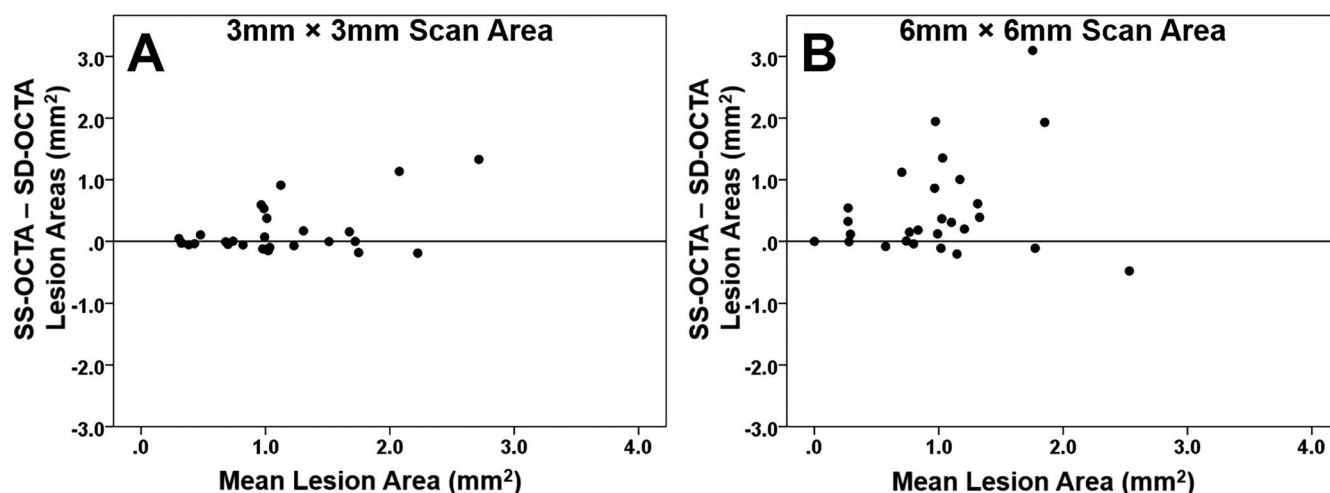 A
3mm × 3mm Scan Area
SS-OCTA – SD-OCTA
Lesion Areas (mm²)
3.0
2.0
1.0
.0
-1.0
-2.0
-3.0
.0 1.0 2.0 3.0 4.0
Mean Lesion Area (mm²)
B
6mm × 6mm Scan Area
SS-OCTA – SD-OCTA
Lesion Areas (mm²)
3.0
2.0
1.0
.0
-1.0
-2.0
-3.0
.0 1.0 2.0 3.0 4.0
Mean Lesion Area (mm²)